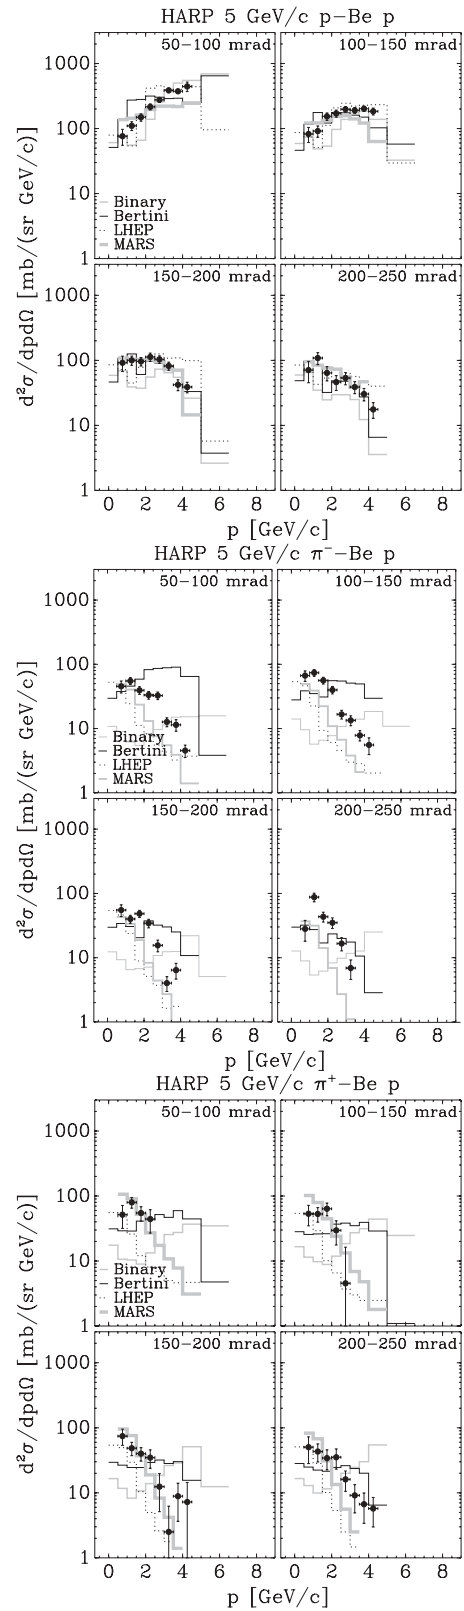 HARP 5 GeV/c p−Be p
50−100 mrad
100−150 mrad
1000
100
10
Binary
Bertini
LHEP
MARS
150−200 mrad
200−250 mrad
1000
100
10
1
d²σ/dpdΩ [mb/(sr GeV/c)]
0 2 4 6 8 0 2 4 6 8
p [GeV/c]
HARP 5 GeV/c π⁻−Be p
50−100 mrad
100−150 mrad
1000
100
10
1
Binary
Bertini
LHEP
MARS
150−200 mrad
200−250 mrad
1000
100
10
1
d²σ/dpdΩ [mb/(sr GeV/c)]
0 2 4 6 8 0 2 4 6 8
p [GeV/c]
HARP 5 GeV/c π⁺−Be p
50−100 mrad
100−150 mrad
1000
100
10
1
Binary
Bertini
LHEP
MARS
150−200 mrad
200−250 mrad
1000
100
10
1
d²σ/dpdΩ [mb/(sr GeV/c)]
0 2 4 6 8 0 2 4 6 8
p [GeV/c]